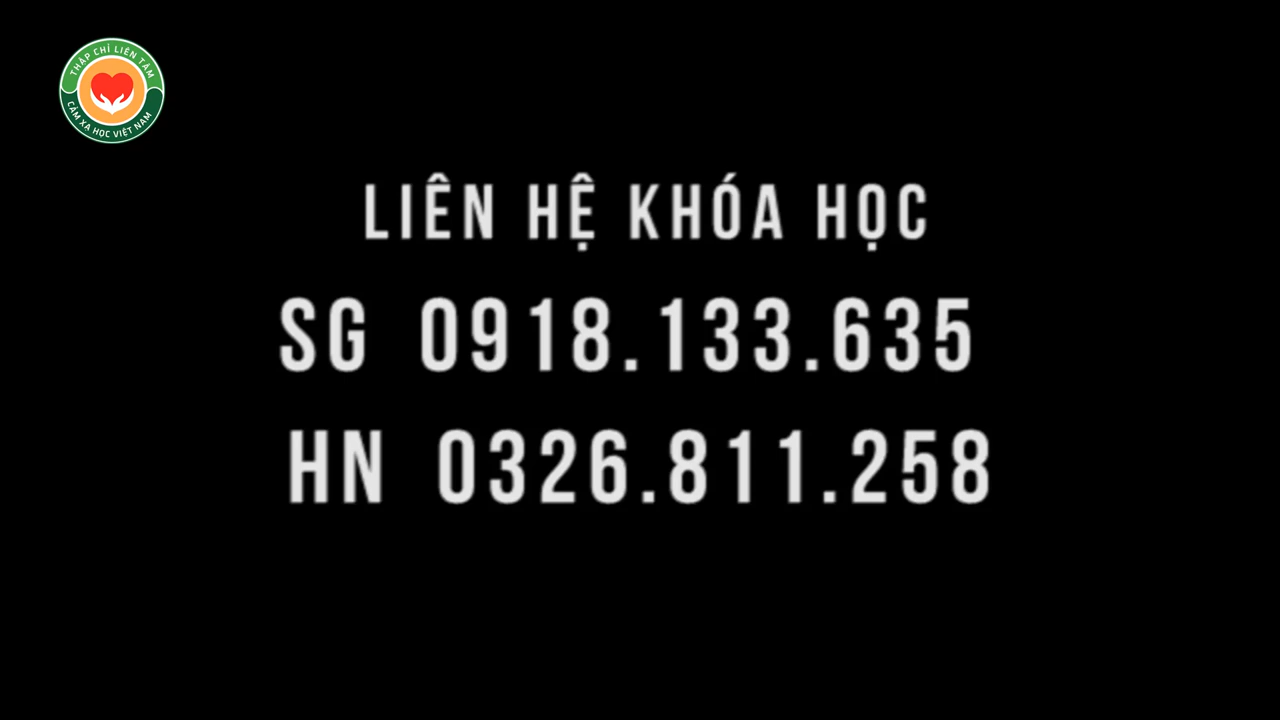 THẬP CHỈ LIÊN TÂM
CẢM XẠ HỌC VIỆT NAM
LIÊN HỆ KHÓA HỌC
SG 0918.133.635
HN 0326.811.258